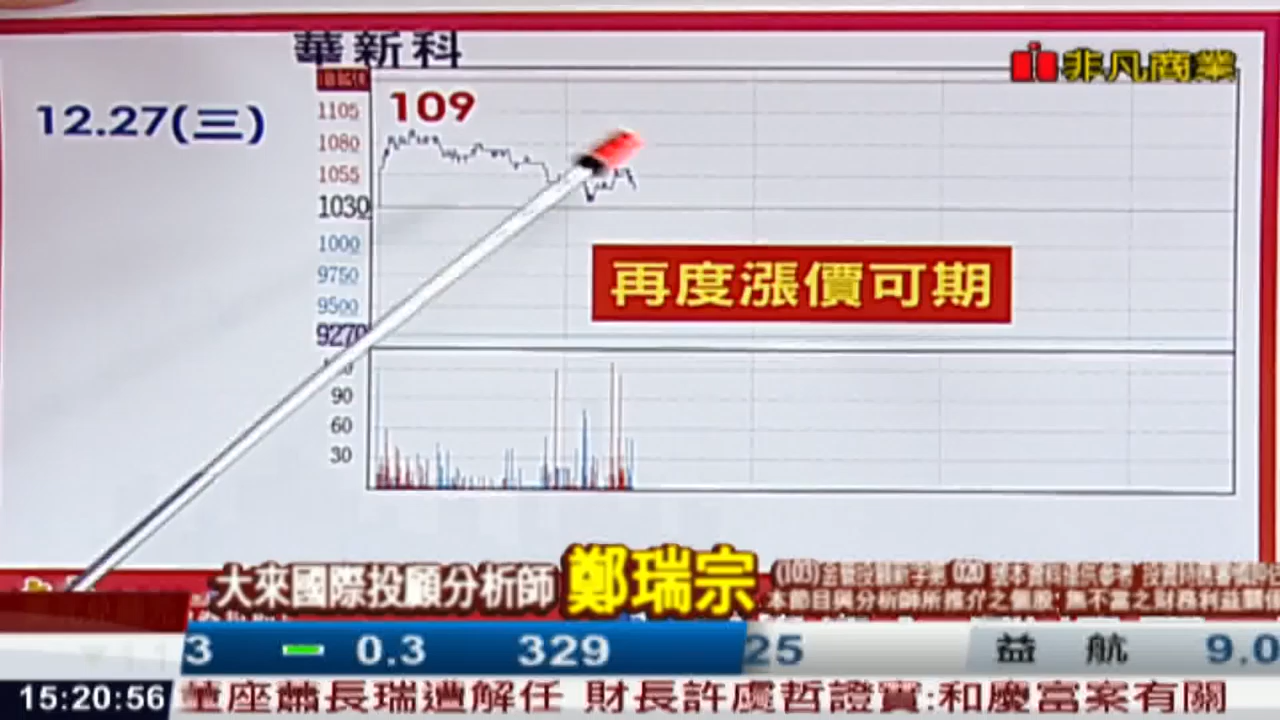 華新科
非凡商業
12.27(三)
109
1130
1105
1080
1055
1030
1000
9750
9500
9270
90
60
30
再度漲價可期
大來國際投顧分析師 鄭瑞宗
本節目與分析師所推介之個股,無不當之財務利益關係
3 0.3 329 25 益航 9.0
15:20:56 董座蕭長瑞遭解任 財長許虞哲證實:和慶富案有關